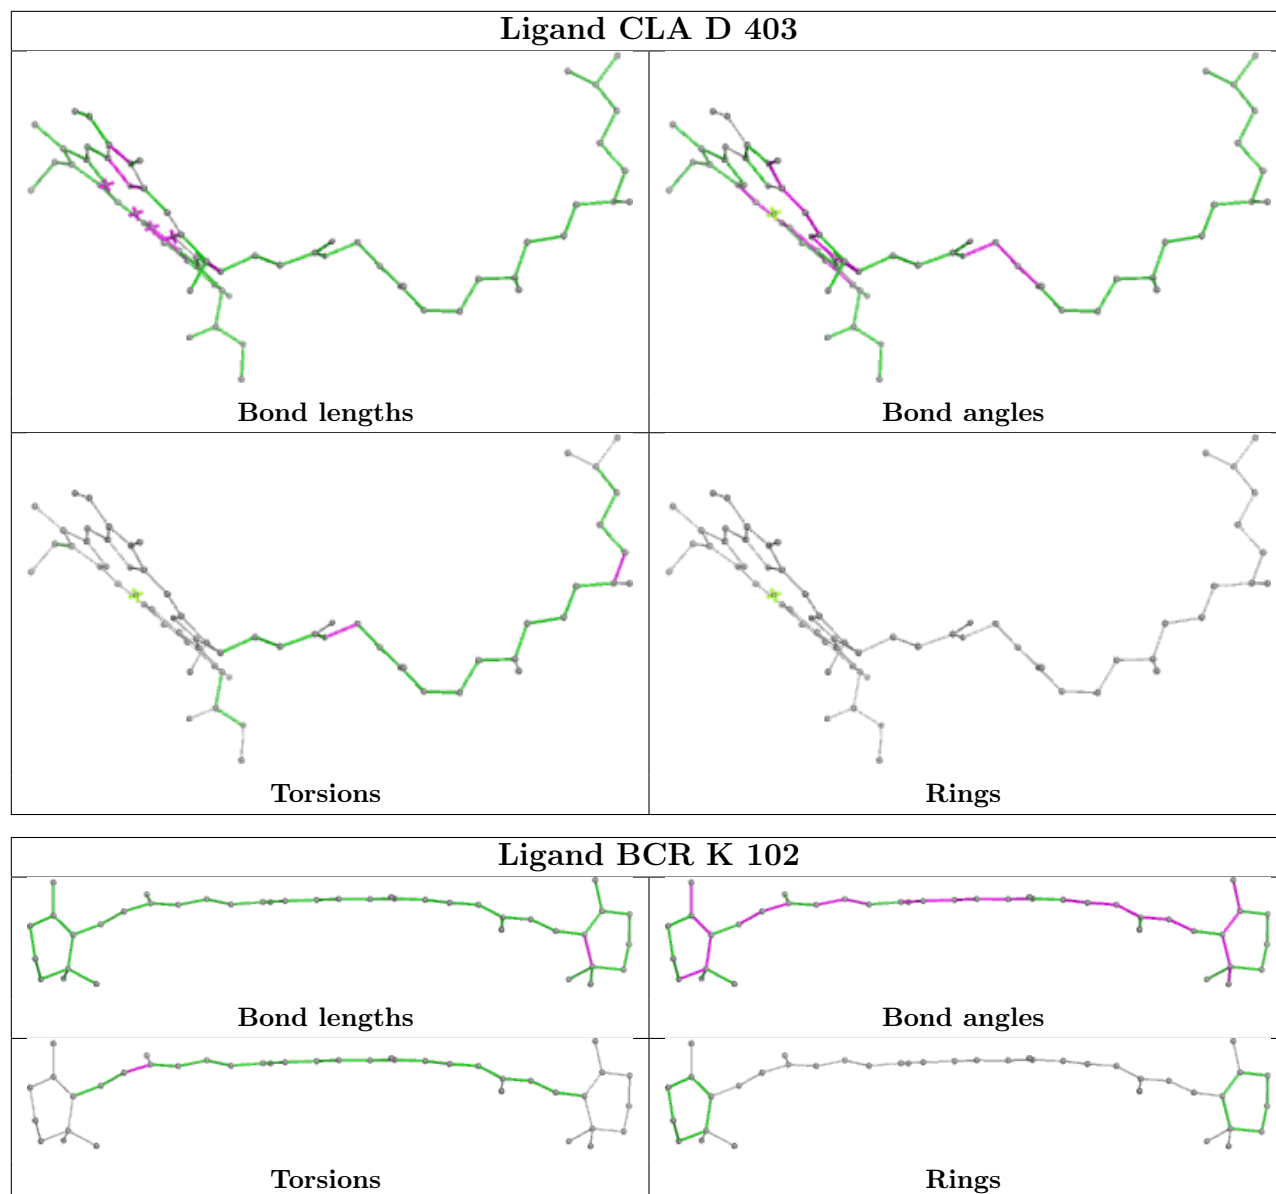 Ligand CLA D 403
Bond lengths
Bond angles
Torsions
Rings
Ligand BCR K 102
Bond lengths
Bond angles
Torsions
Rings